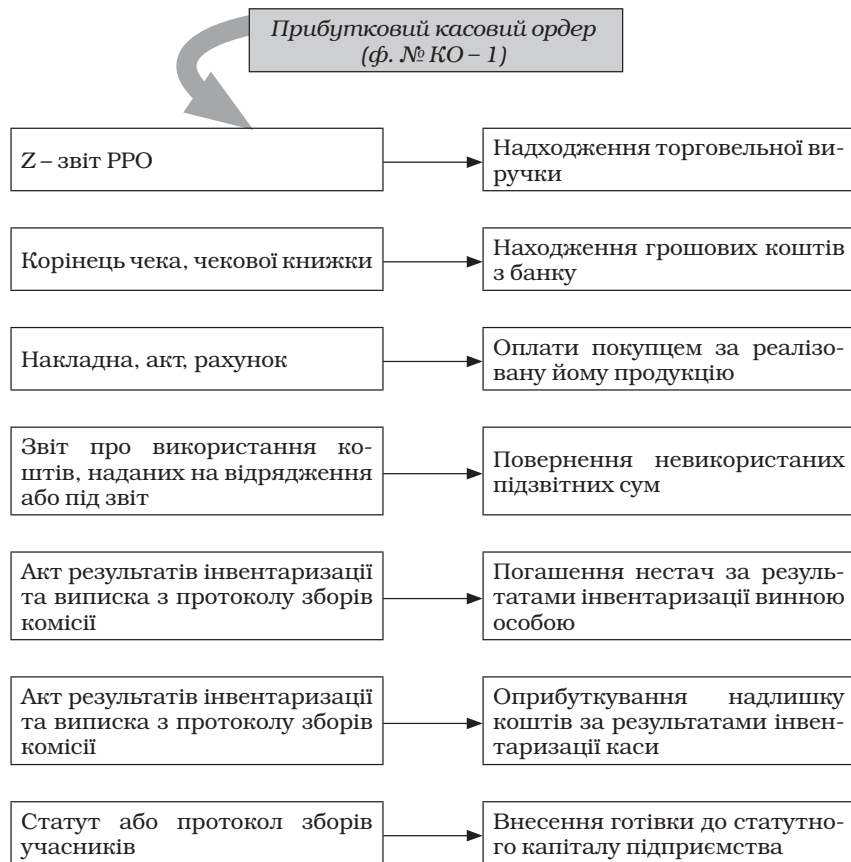 Прибутковий касовий ордер
(ф. № КО – 1)
Z – звіт РРО
Надходження торговельної ви-
ручки
Корінець чека, чекової книжки
Находження грошових коштів
з банку
Накладна, акт, рахунок
Оплати покупцем за реалізо-
вану йому продукцію
Звіт про використання ко-
штів, наданих на відрядження
або під звіт
Повернення невикористаних
підзвітних сум
Акт результатів інвентаризації
та виписка з протоколу зборів
комісії
Погашення нестач за резуль-
татами інвентаризації винною
особою
Акт результатів інвентаризації
та виписка з протоколу зборів
комісії
Оприбуткування надлишку
коштів за результатами інвен-
таризації каси
Статут або протокол зборів
учасників
Внесення готівки до статутно-
го капіталу підприємства